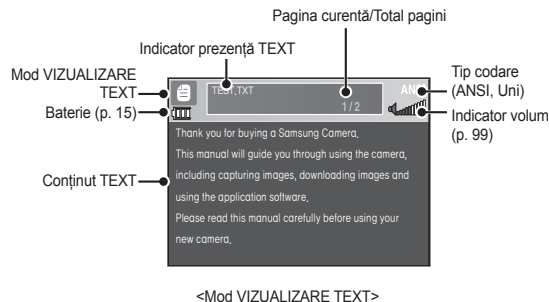 Pagina curentă/Total pagini
Indicator prezență TEXT
Mod VIZUALIZARE
TEXT
Tip codare
(ANSI, Uni)
TEST.TXT
1 / 2
Baterie (p. 15)
Indicator volum
(p. 99)
Thank you for buying a Samsung Camera.
This manual will guide you through using the camera,
including capturing images, downloading images and
using the application software.
Please read this manual carefully before using your
new camera.
Conținut TEXT
<Mod VIZUALIZARE TEXT>